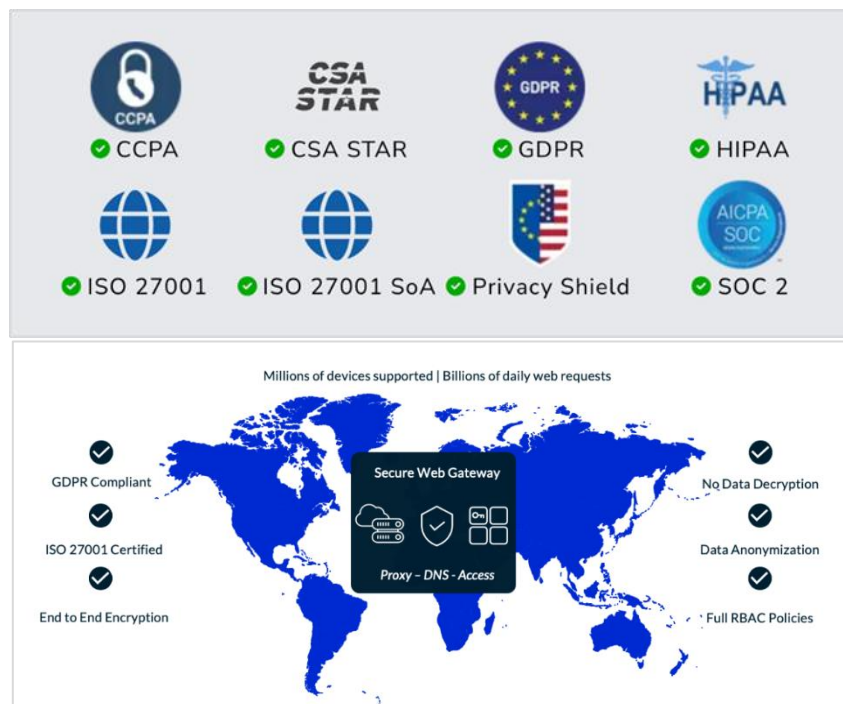 CCPA
CSA
STAR
GDPR
HIPAA
CCPA
CSA STAR
GDPR
HIPAA
AICPA
SOC
ISO 27001
ISO 27001 SoA
Privacy Shield
SOC 2
Millions of devices supported | Billions of daily web requests
Secure Web Gateway
Proxy – DNS - Access
GDPR Compliant
ISO 27001 Certified
End to End Encryption
No Data Decryption
Data Anonymization
Full RBAC Policies